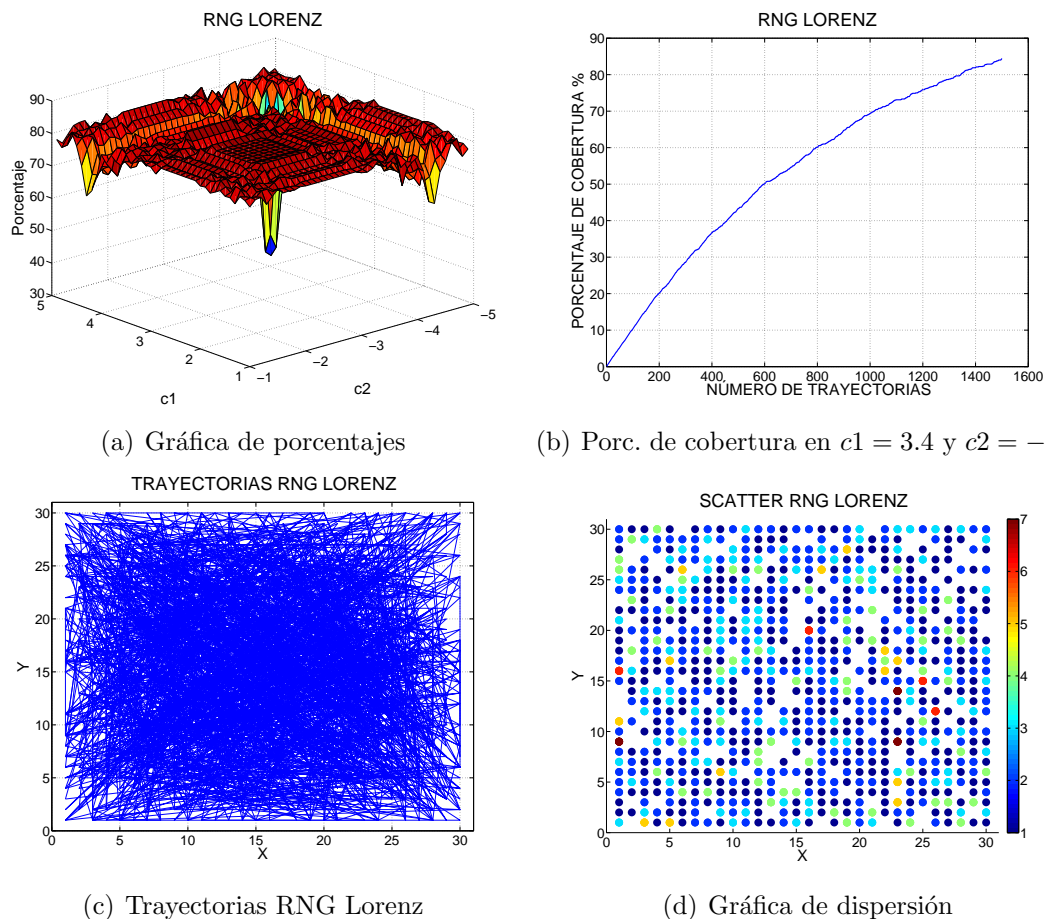 RNG LORENZ
90
80
70
60
50
40
30
Porcentaje
5
4
3
2
1
c1
−1
−2
−3
−4
−5
c2
(a) Gráfica de porcentajes
RNG LORENZ
90
80
70
60
50
40
30
20
10
0
PORCENTAJE DE COBERTURA %
0 200 400 600 800 1000 1200 1400 1600
NÚMERO DE TRAYECTORIAS
(b) Porc. de cobertura en c1 = 3.4 y c2 = −
TRAYECTORIAS RNG LORENZ
30
25
20
15
10
5
0
Y
0 5 10 15 20 25 30
X
(c) Trayectorias RNG Lorenz
SCATTER RNG LORENZ
30
25
20
15
10
5
0
Y
0 5 10 15 20 25 30
X
7
6
5
4
3
2
1
(d) Gráfica de dispersión